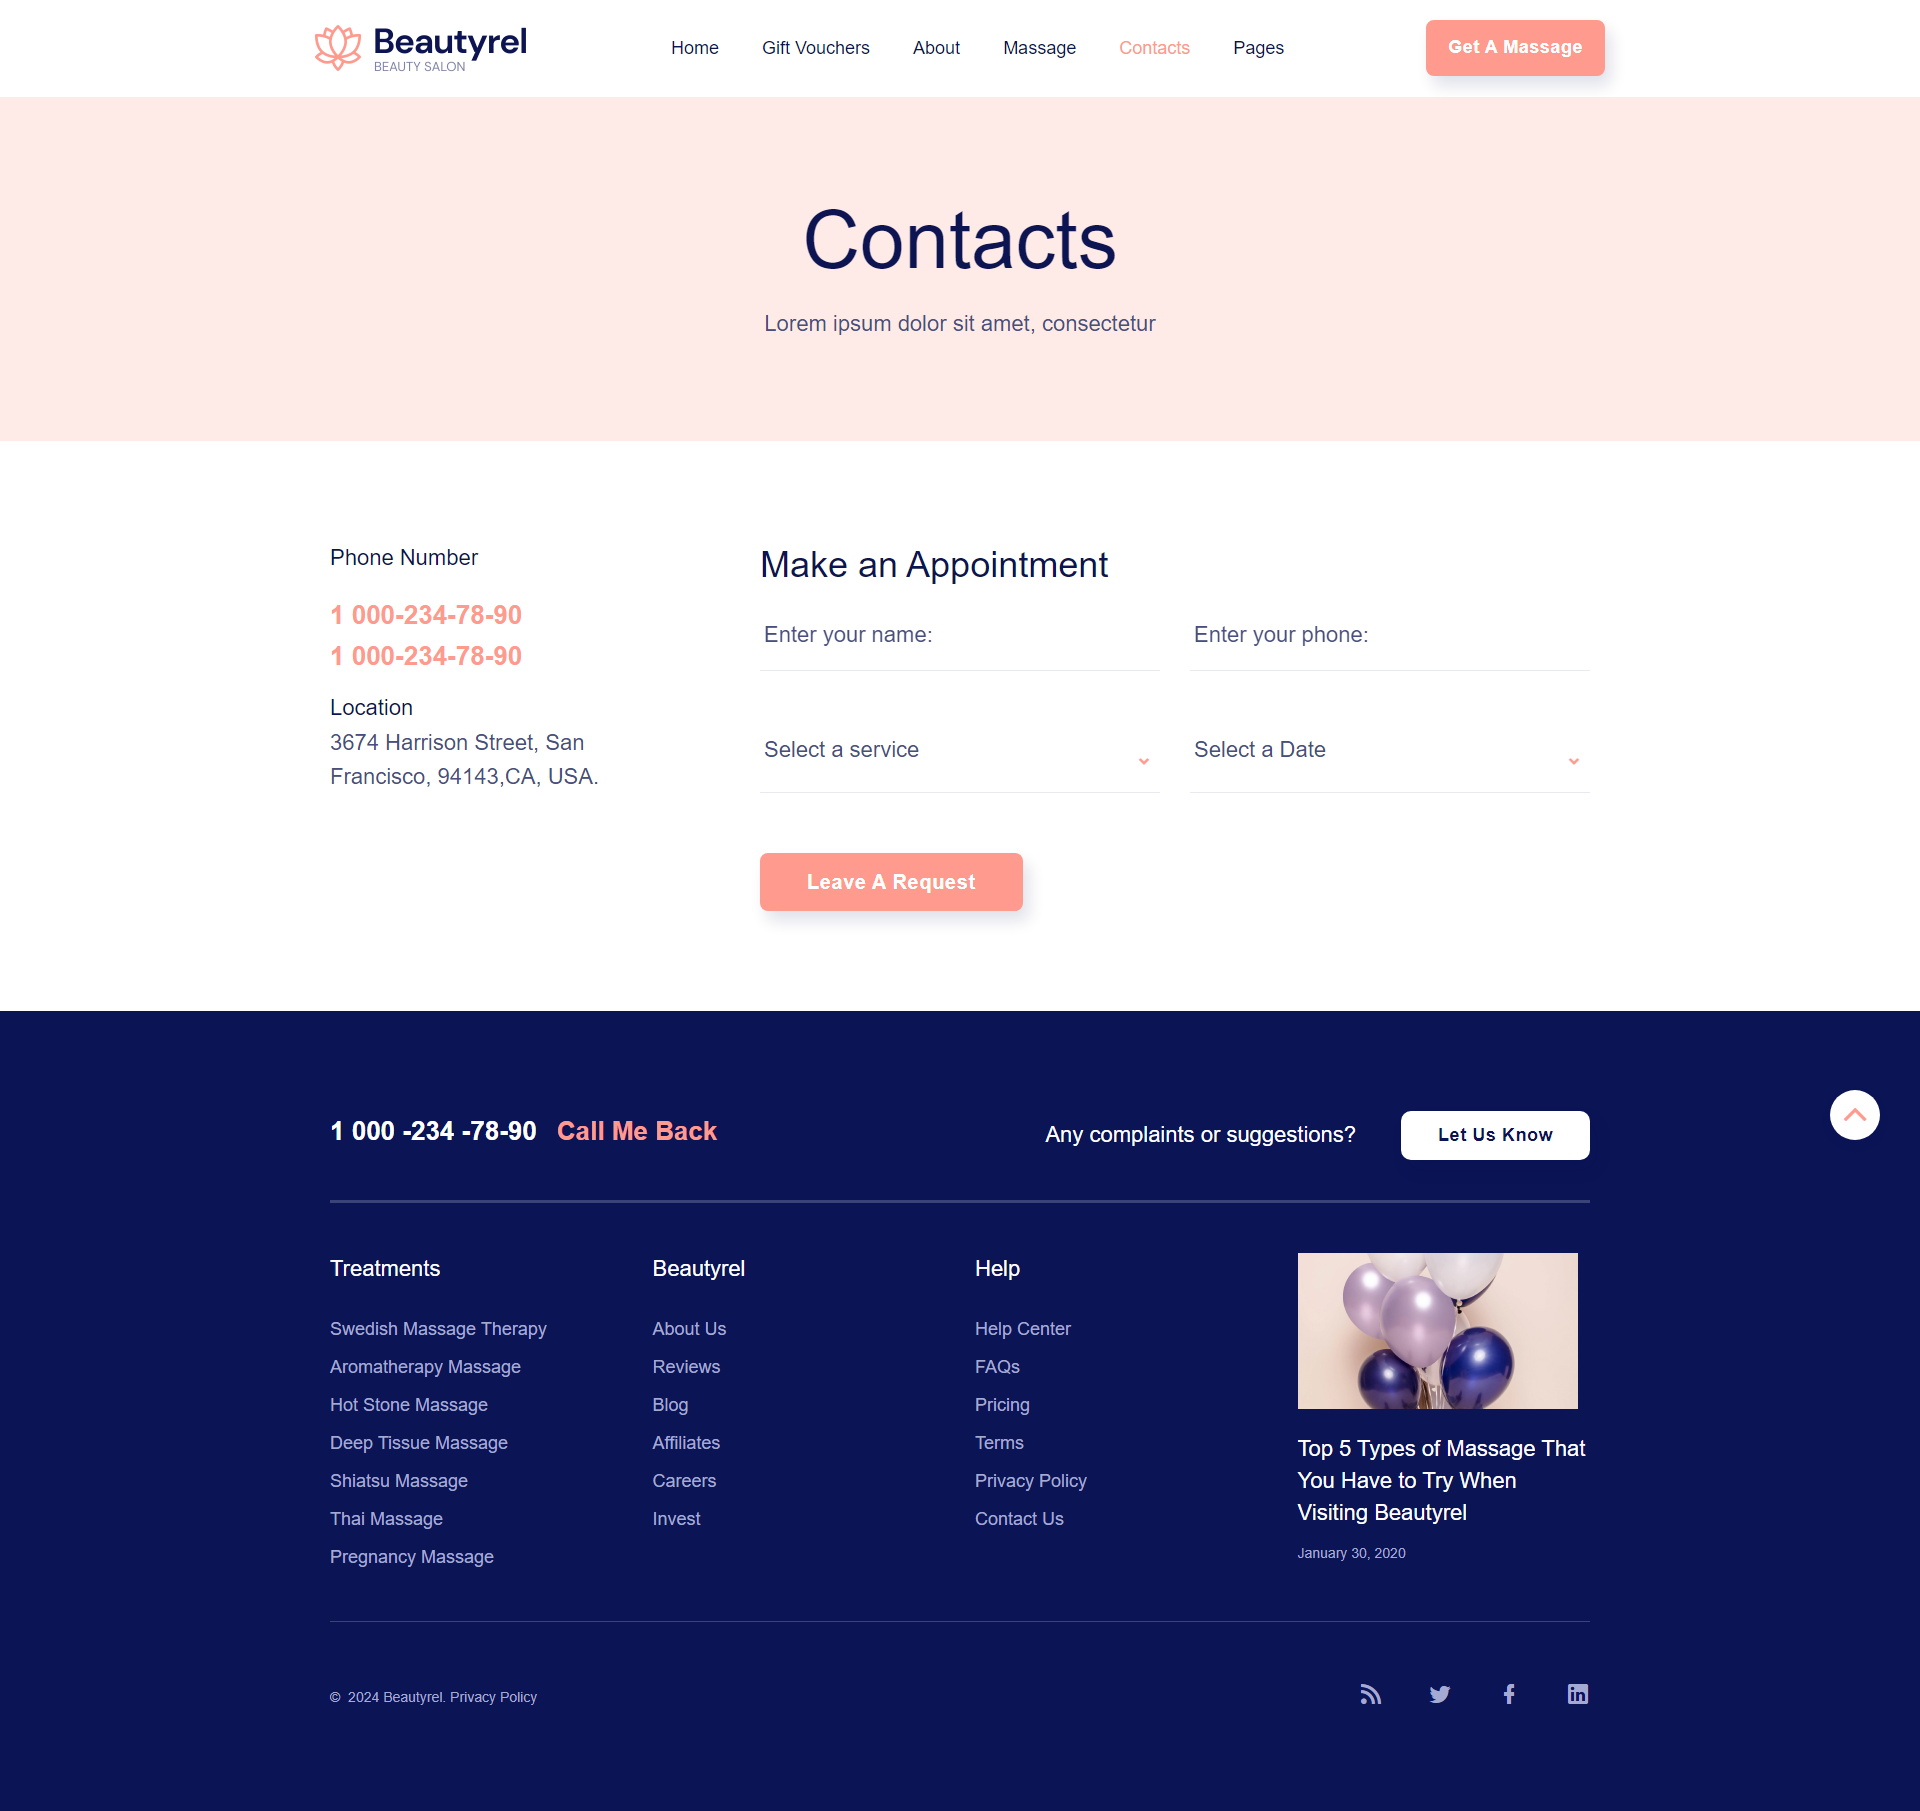 Beautyrel
BEAUTY SALON
Home
Gift Vouchers
About
Massage
Contacts
Pages
Get A Massage
Contacts
Lorem ipsum dolor sit amet, consectetur
Phone Number
1 000-234-78-90
1 000-234-78-90
Location
3674 Harrison Street, San
Francisco, 94143,CA, USA.
Make an Appointment
Enter your name:
Enter your phone:
Select a service
Select a Date
Leave A Request
1 000 -234 -78-90 Call Me Back
Any complaints or suggestions?
Let Us Know
Treatments
Swedish Massage Therapy
Aromatherapy Massage
Hot Stone Massage
Deep Tissue Massage
Shiatsu Massage
Thai Massage
Pregnancy Massage
Beautyrel
About Us
Reviews
Blog
Affiliates
Careers
Invest
Help
Help Center
FAQs
Pricing
Terms
Privacy Policy
Contact Us
Top 5 Types of Massage That
You Have to Try When
Visiting Beautyrel
January 30, 2020
© 2024 Beautyrel. Privacy Policy